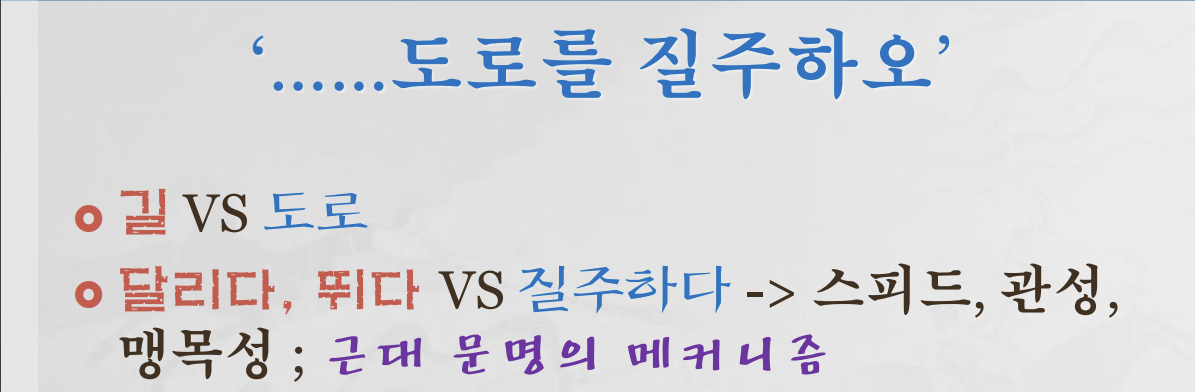 ‘......도로를 질주하오’
길 VS 도로
달리다, 뛰다 VS 질주하다 -> 스피드, 관성,
맹목성 ; 근대 문명의 메커니즘